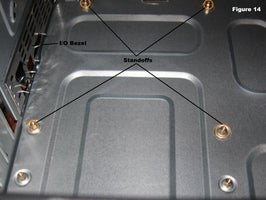 Figure 14
I/O Bezel
Standoffs